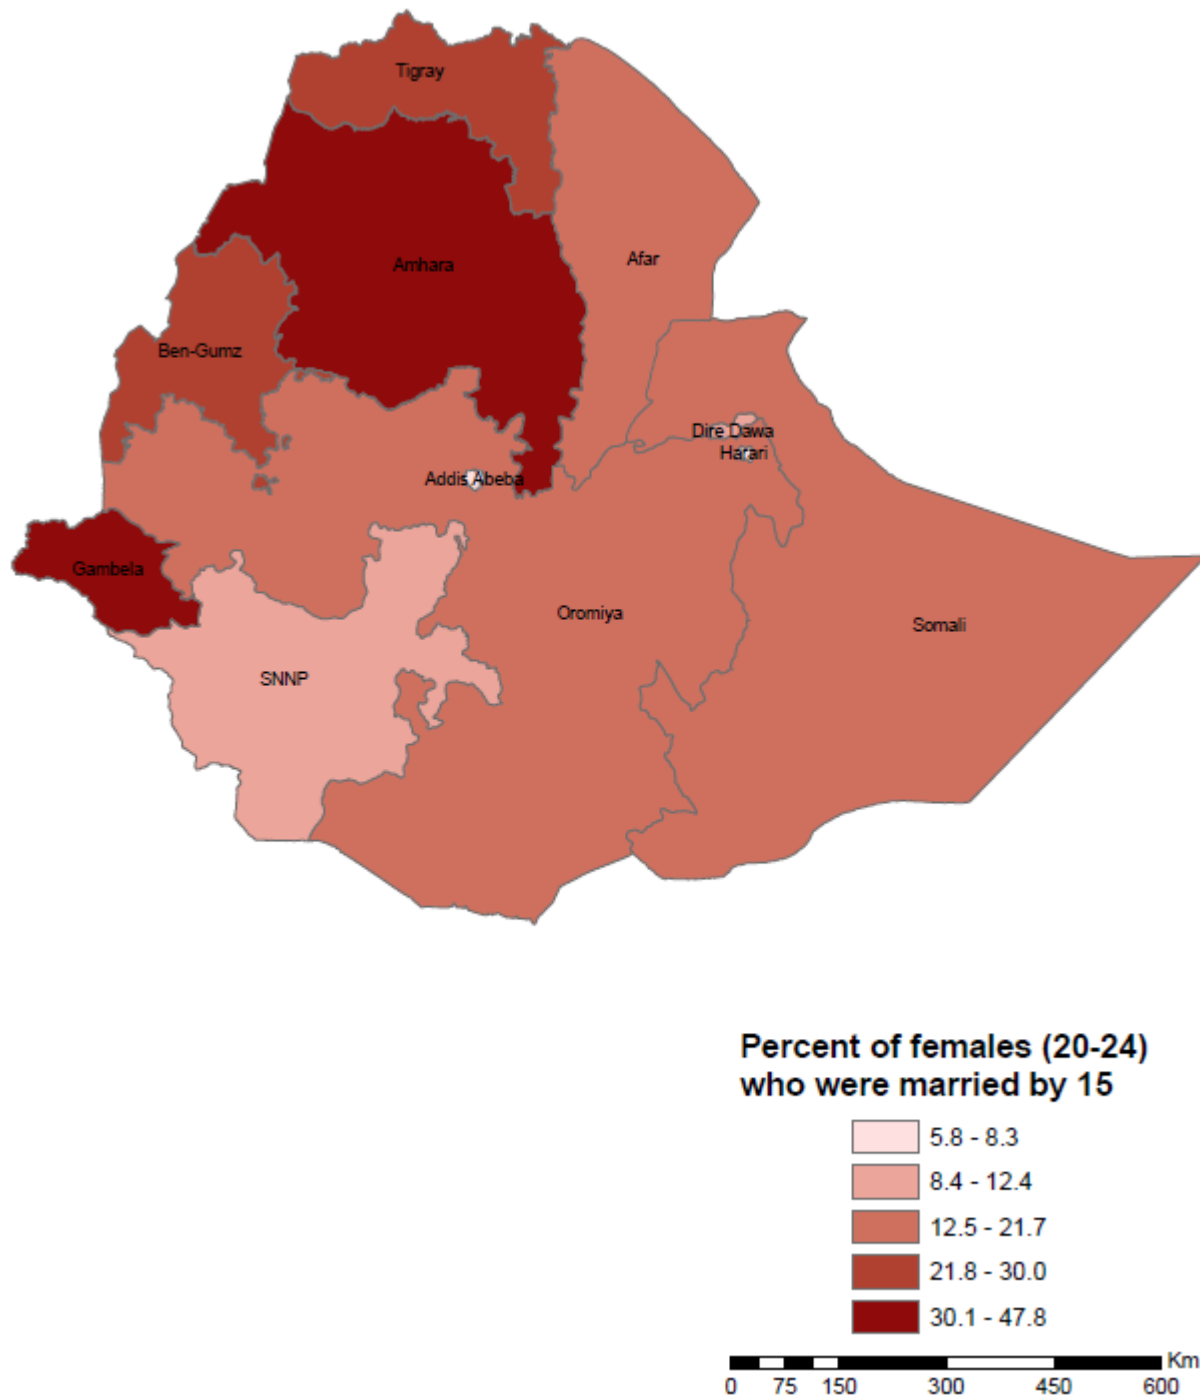 Tigray
Afar
Amhara
Ben-Gumz
Dire Dawa
Harari
Addis Abeba
Gambela
Oromiya
Somali
SNNP
Percent of females (20-24)
who were married by 15
5.8 - 8.3
8.4 - 12.4
12.5 - 21.7
21.8 - 30.0
30.1 - 47.8
Km
0 75 150 300 450 600